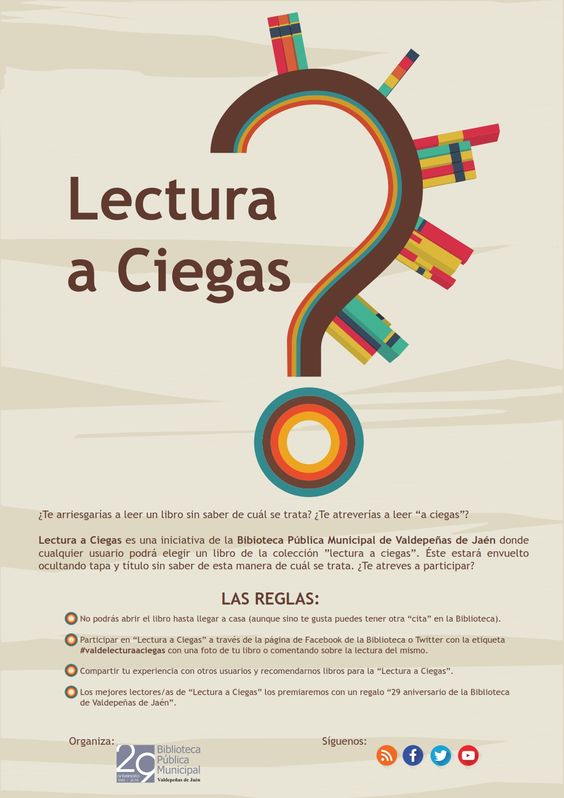 Lectura
a Ciegas
¿Te arriesgarías a leer un libro sin saber de cuál se trata? ¿Te atreverías a leer “a ciegas”?
Lectura a Ciegas es una iniciativa de la Bibioteca Pública Municipal de Valdepeñas de Jaén donde
cualquier usuario podrá elegir un libro de la colección "lectura a ciegas". Éste estará envuelto
ocultando tapa y título sin saber de esta manera de cuál se trata. ¿Te atreves a participar?
LAS REGLAS:
No podrás abrir el libro hasta llegar a casa (aunque sino te gusta puedes tener otra “cita” en la Biblioteca).
Participar en “Lectura a Ciegas” a través de la página de Facebook de la Biblioteca o Twitter con la etiqueta
#valdelecturaaciegas con una foto de tu libro o comentando sobre la lectura del mismo.
Compartir tu experiencia con otros usuarios y recomendarnos libros para la “Lectura a Ciegas”.
Los mejores lectores/as de “Lectura a Ciegas” los premiaremos con un regalo “29 aniversario de la Biblioteca
de Valdepeñas de Jaén”.
Organiza:
Síguenos:
29
Biblioteca
Pública
Municipal
Valdepeñas de Jaén